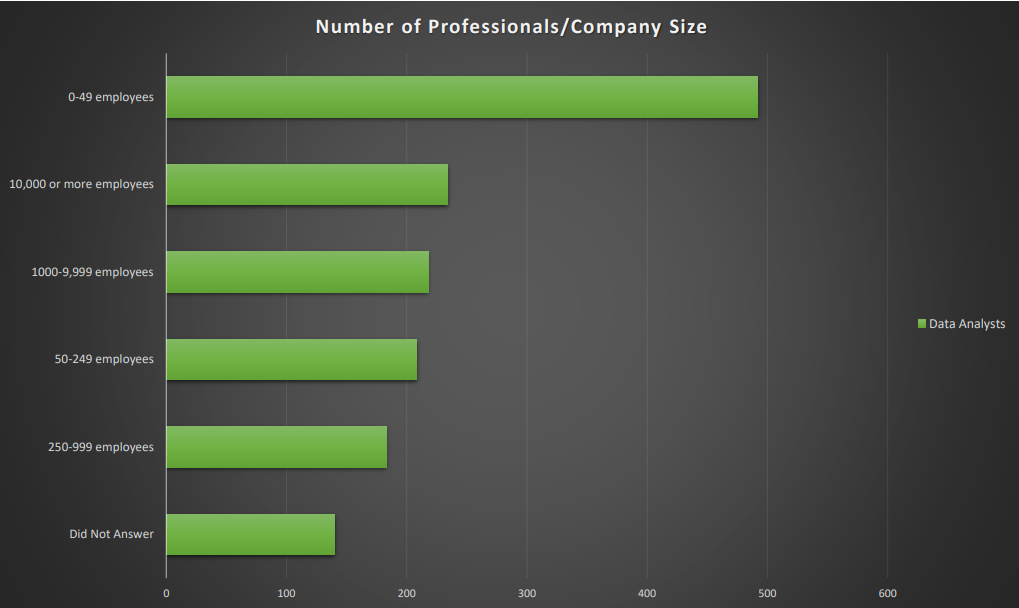 Number of Professionals/Company Size
0-49 employees
10,000 or more employees
1000-9,999 employees
50-249 employees
250-999 employees
Did Not Answer
0 100 200 300 400 500 600
Data Analysts